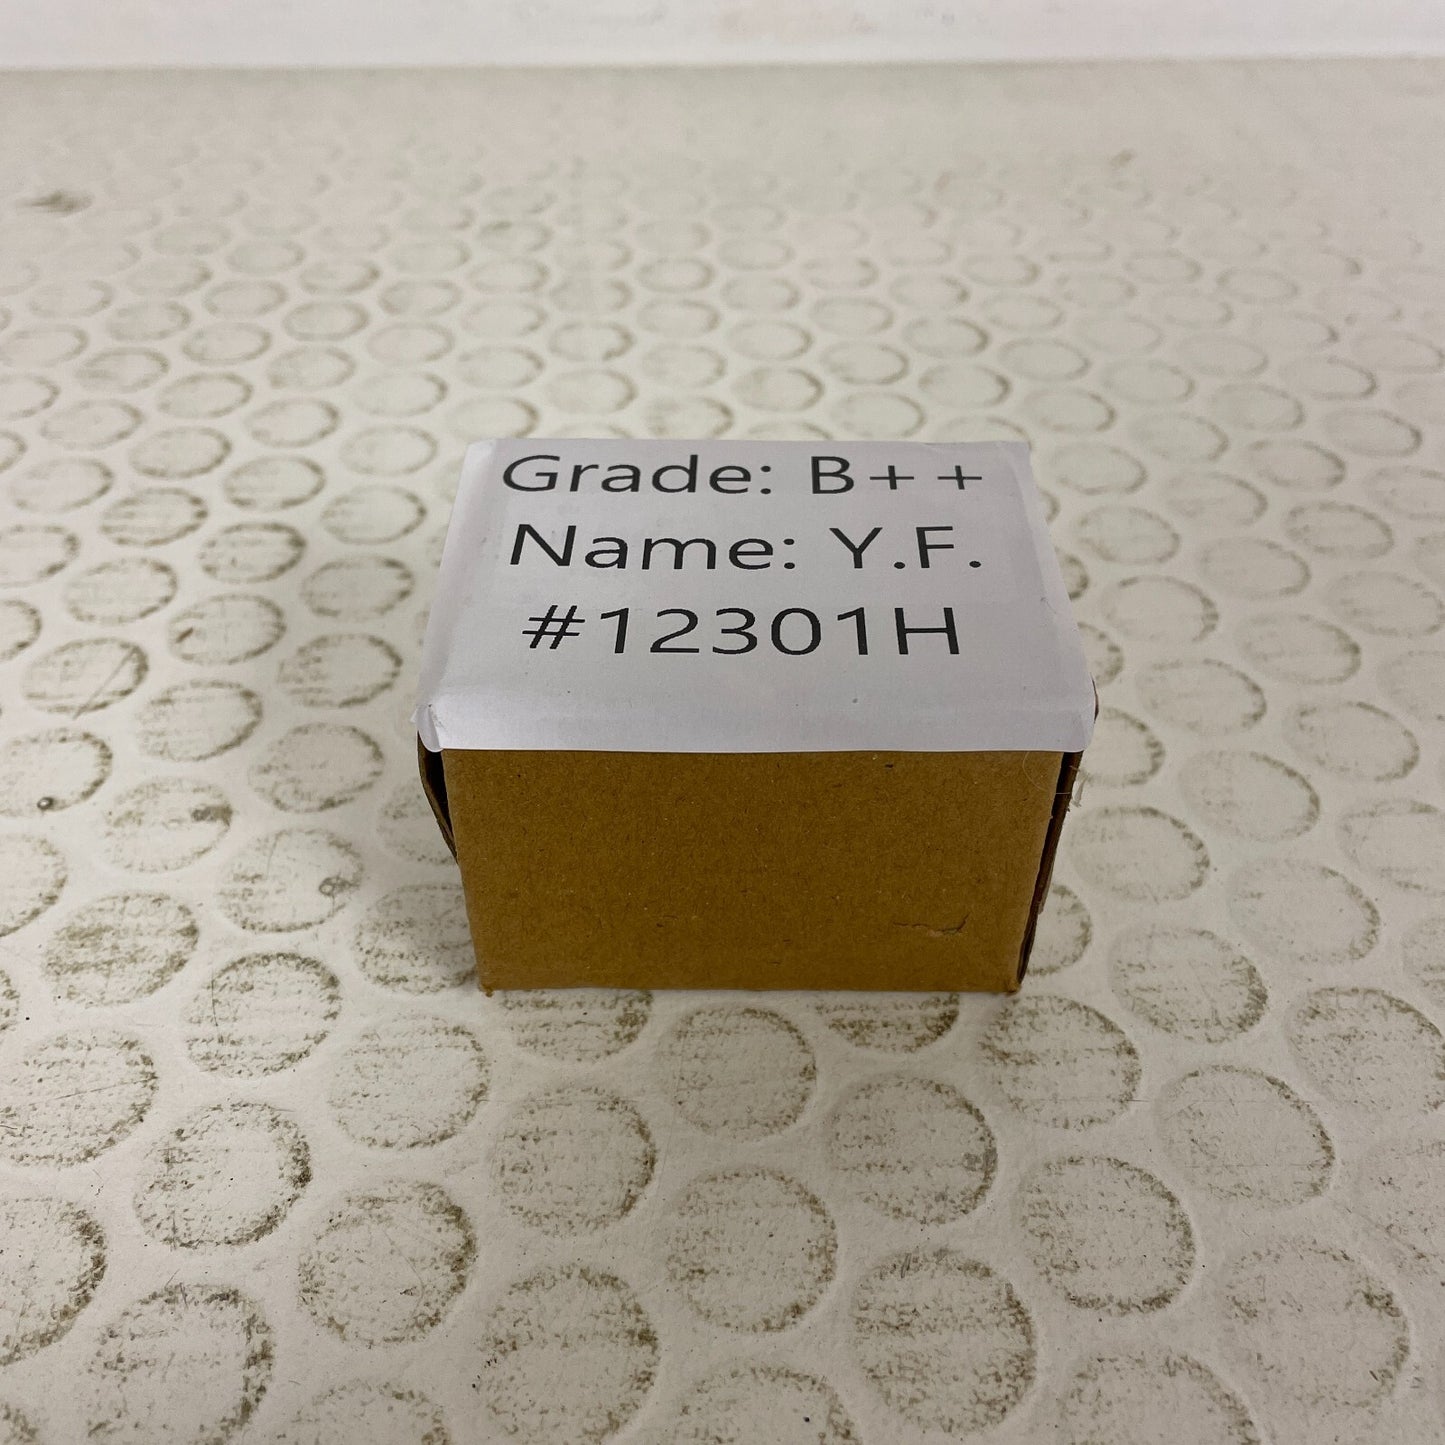 Grade: B++
Name: Y.F.
#12301H